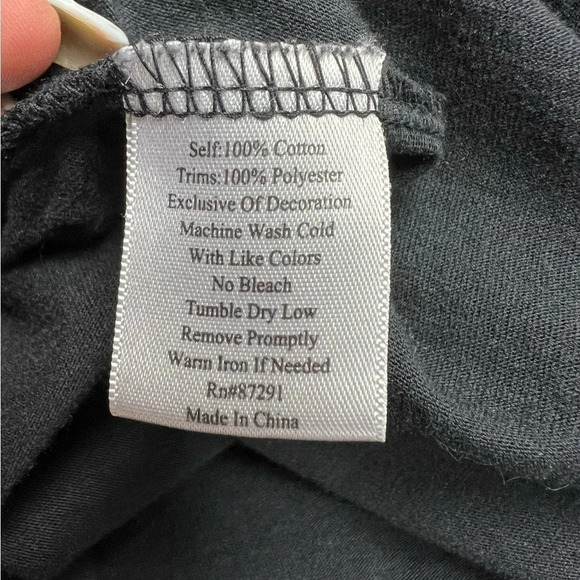 Self:100% Cotton
Trims:100% Polyester
Exclusive Of Decoration
Machine Wash Cold
With Like Colors
No Bleach
Tumble Dry Low
Remove Promptly
Warm Iron If Needed
Rn#87291
Made In China